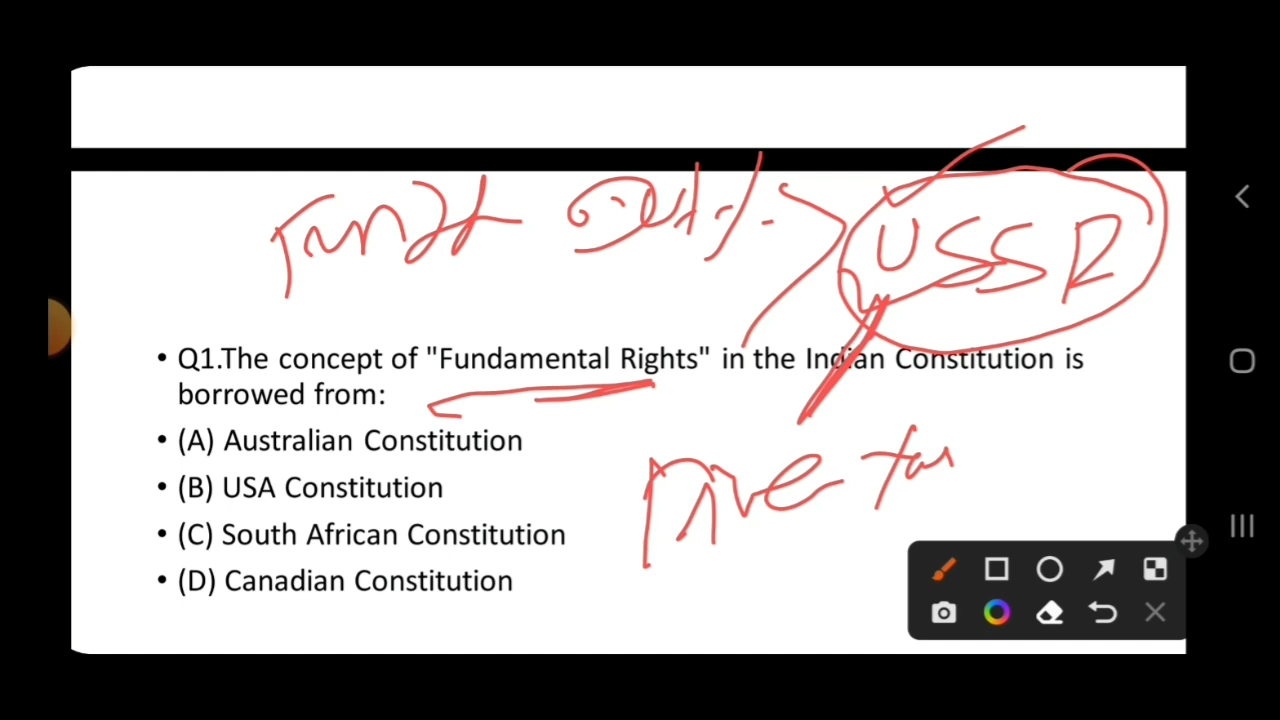 USSR
• Q1.The concept of "Fundamental Rights" in the Indian Constitution is
borrowed from:
• (A) Australian Constitution
• (B) USA Constitution
• (C) South African Constitution
• (D) Canadian Constitution